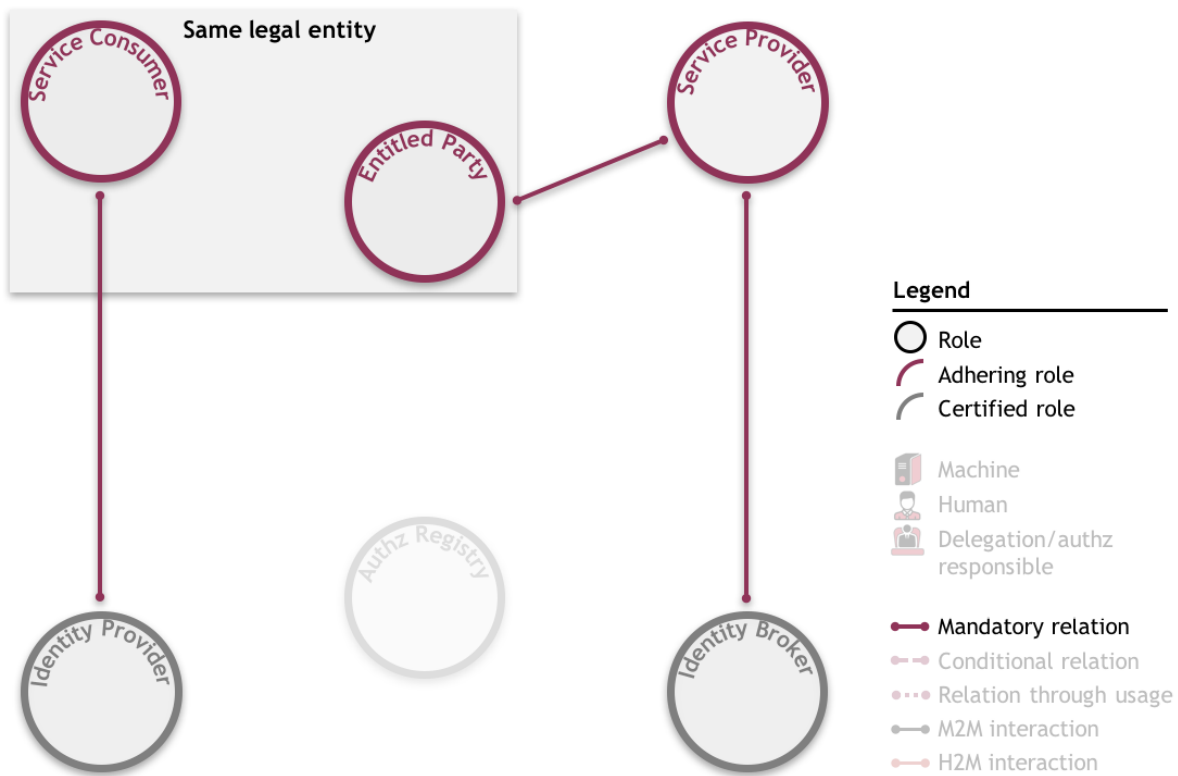 Same legal entity
Service Consumer
Entitled Party
Service Provider
Identity Provider
Authz Registry
Identity Broker
Legend
Role
Adhering role
Certified role
Machine
Human
Delegation/authz
responsible
Mandatory relation
Conditional relation
Relation through usage
M2M interaction
H2M interaction